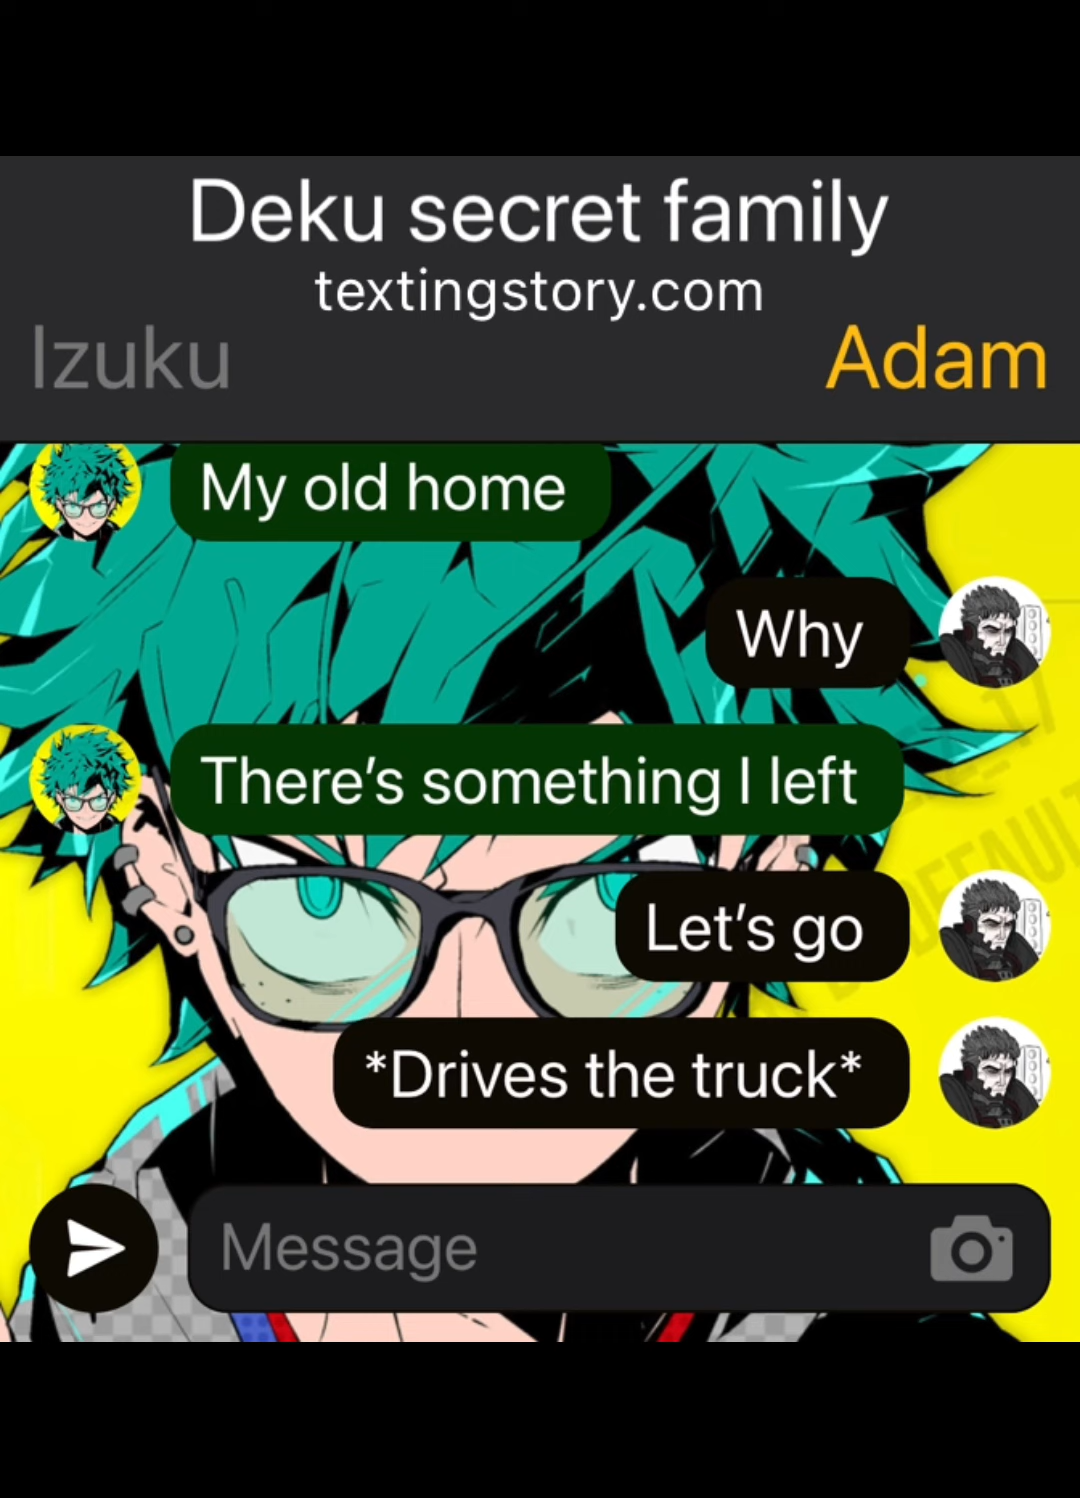 Deku secret family
textingstory.com
Izuku
Adam
My old home
Why
There's something I left
Let's go
*Drives the truck*
Message